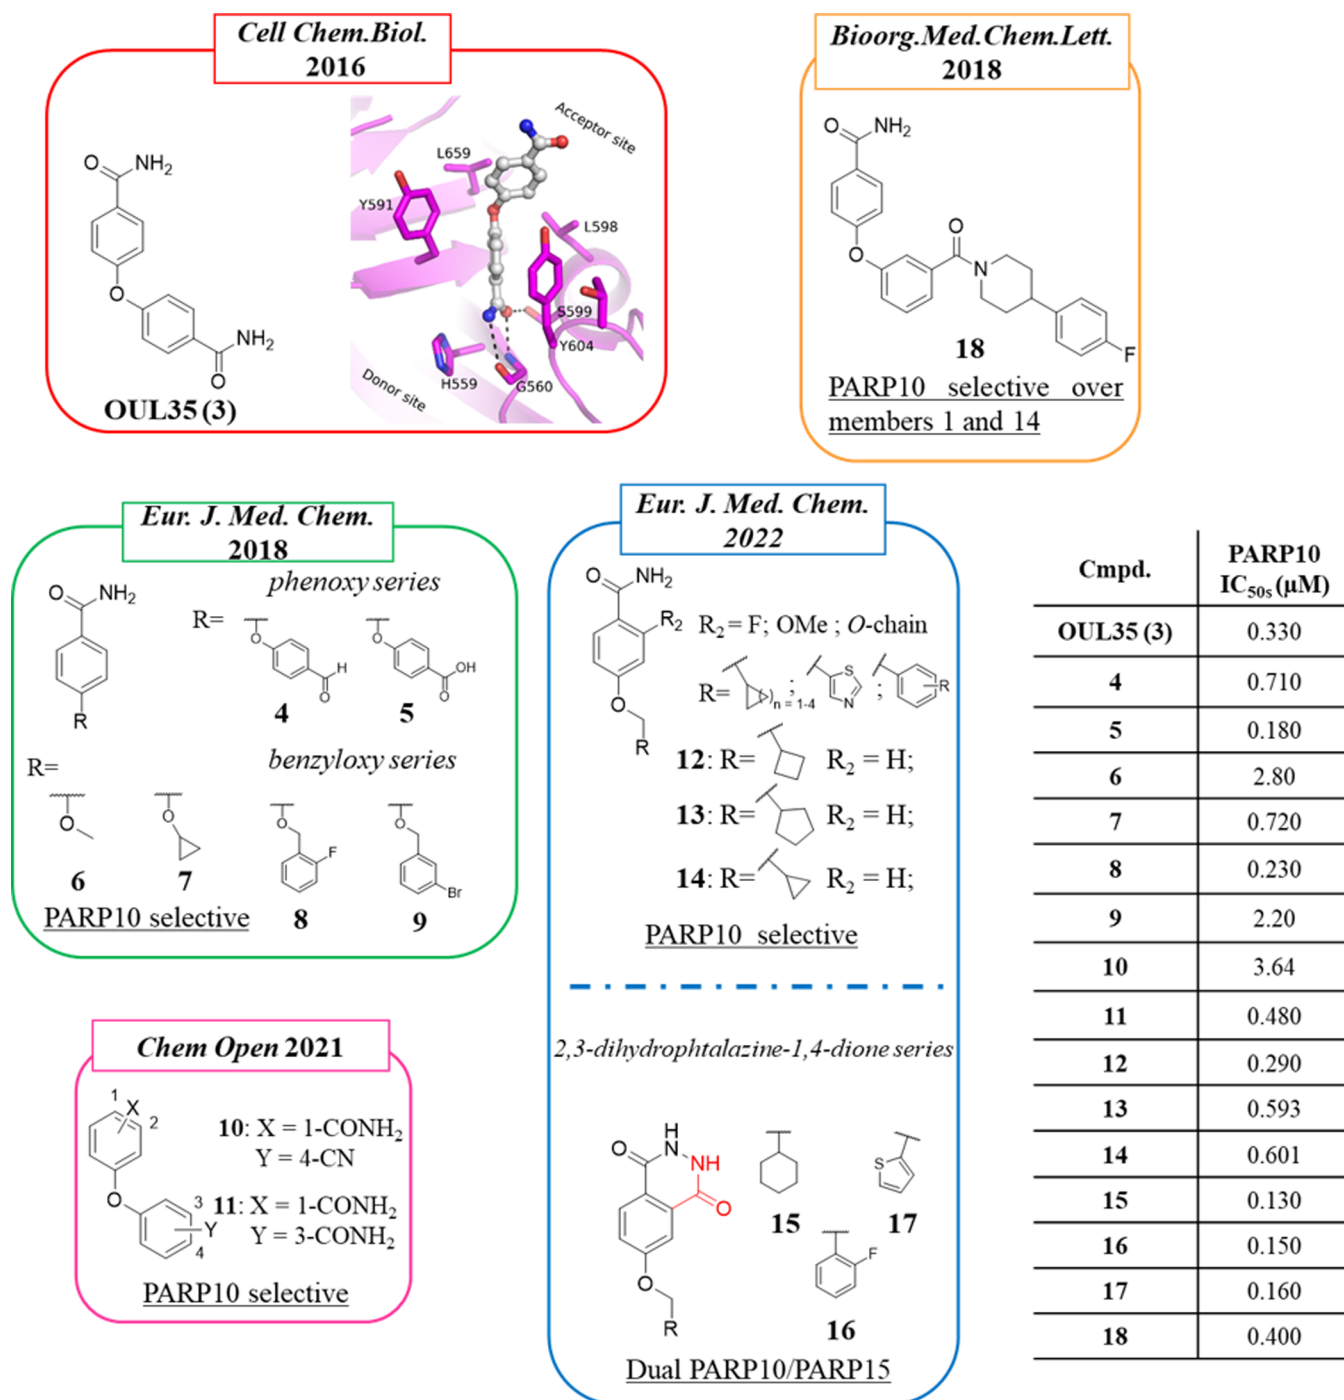 Cell Chem.Biol.
2016
O
NH2
O
NH2
O
OUL35 (3)
Acceptor site
L659
Y591
L598
S599
Y604
H559
G560
Donor site
Bioorg.Med.Chem.Lett.
2018
O
NH2
O
O
N
F
18
PARP10 selective over
members 1 and 14
Eur. J. Med. Chem.
2018
phenoxy series
O
NH2
R
R=
O
H
O
4
O
OH
O
5
benzyloxy series
R=
O
6
O
7
PARP10 selective
O
F
8
O
Br
9
Eur. J. Med. Chem.
2022
O
NH2
R2
O
R
R2 = F; OMe ; O-chain
R=
)n = 1-4
;
S
N
;
R
12: R= R2 = H;
13: R= R2 = H;
14: R= R2 = H;
PARP10 selective
2,3-dihydrophtalazine-1,4-dione series
H
O
N
NH
O
O
R
15
S
17
F
16
Dual PARP10/PARP15
Chem Open 2021
1
X
2
O
3
Y
4
10: X = 1-CONH2
Y = 4-CN
11: X = 1-CONH2
Y = 3-CONH2
PARP10 selective
Cmpd. PARP10 IC50s (µM)
OUL35 (3) 0.330
4 0.710
5 0.180
6 2.80
7 0.720
8 0.230
9 2.20
10 3.64
11 0.480
12 0.290
13 0.593
14 0.601
15 0.130
16 0.150
17 0.160
18 0.400